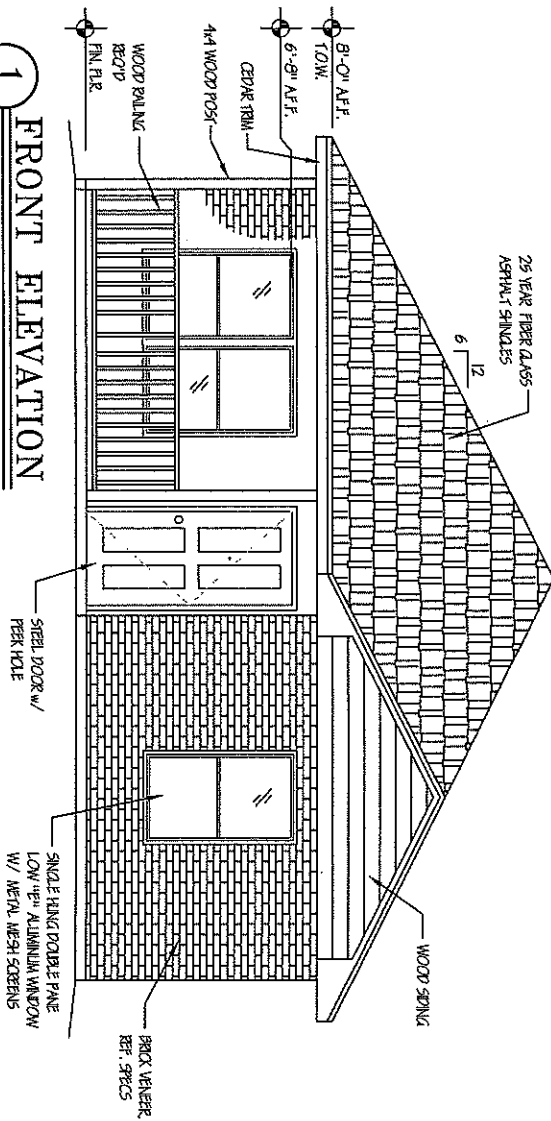 25 YEAR FIBER GLASS
ASPHALT SHINGLES
12
6
WOOD SIDING
8'-0" A.F.F.
T.O.W.
CEDAR TRIM
6'-8" A.F.F.
4x4 WOOD POST
WOOD RAILING
REQ'D
FIN. FLR.
STEEL DOOR w/
PEEK HOLE
SINGLE HUNG DOUBLE PANE
LOW "E" ALUMINUM WINDOW
W/ METAL MESH SCREENS
BRICK VENEER,
REF. SPECS
1
FRONT ELEVATION